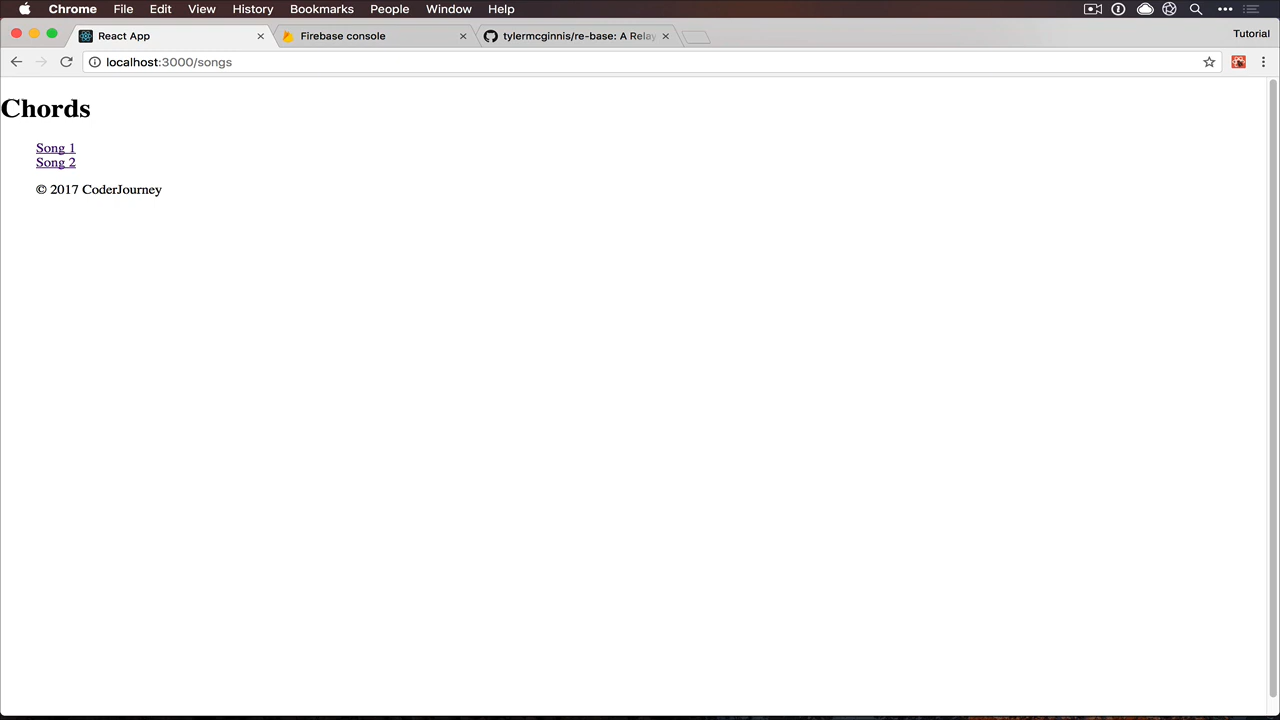 Chrome File Edit View History Bookmarks People Window Help
React App
Firebase console
tylermcginnis/re-base: A Relay
Tutorial
localhost:3000/songs
Chords
Song 1
Song 2
© 2017 CoderJourney